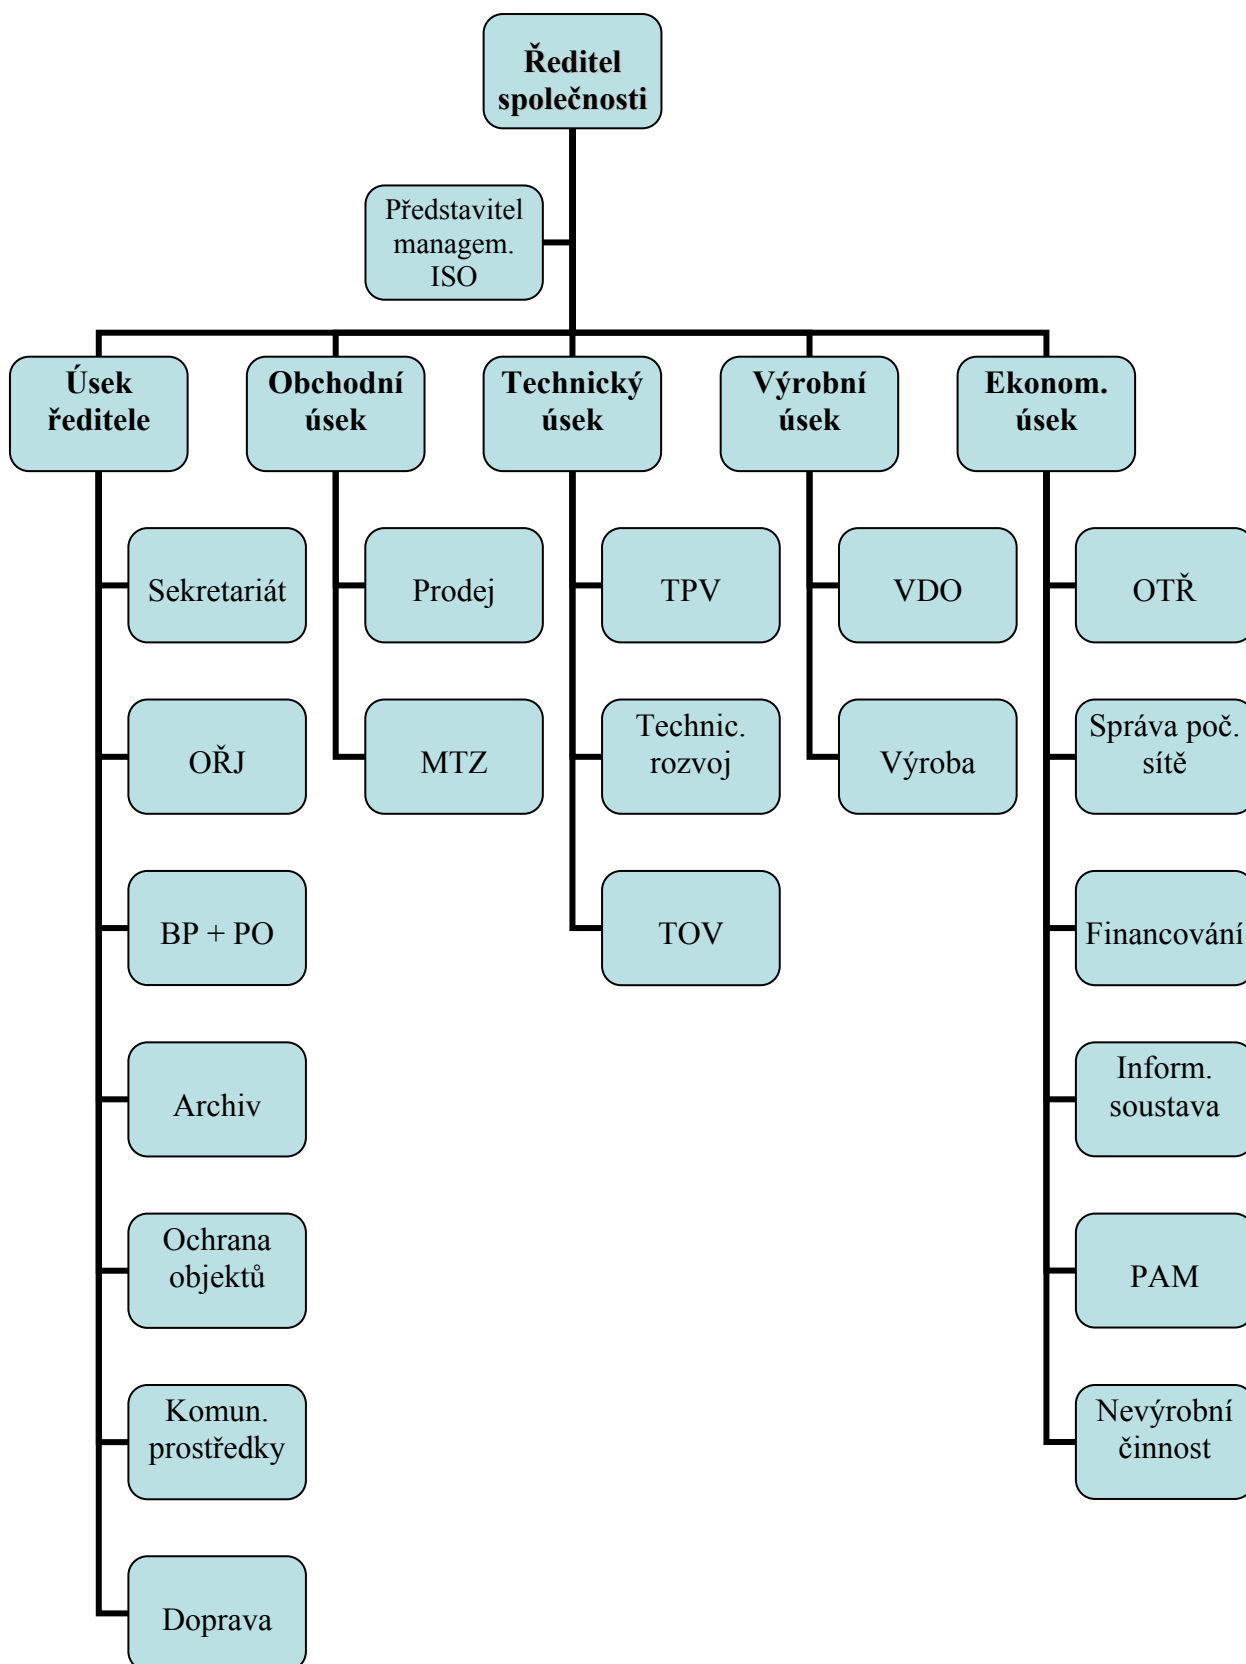 Ředitel
společnosti
Představitel
managem.
ISO
Úsek
ředitele
Obchodní
úsek
Technický
úsek
Výrobní
úsek
Ekonom.
úsek
Sekretariát
Prodej
TPV
VDO
OTŘ
OŘJ
MTZ
Technic.
rozvoj
Výroba
Správa poč.
sítě
BP + PO
TOV
Financování
Archiv
Inform.
soustava
Ochrana
objektů
PAM
Komun.
prostředky
Nevýrobní
činnost
Doprava